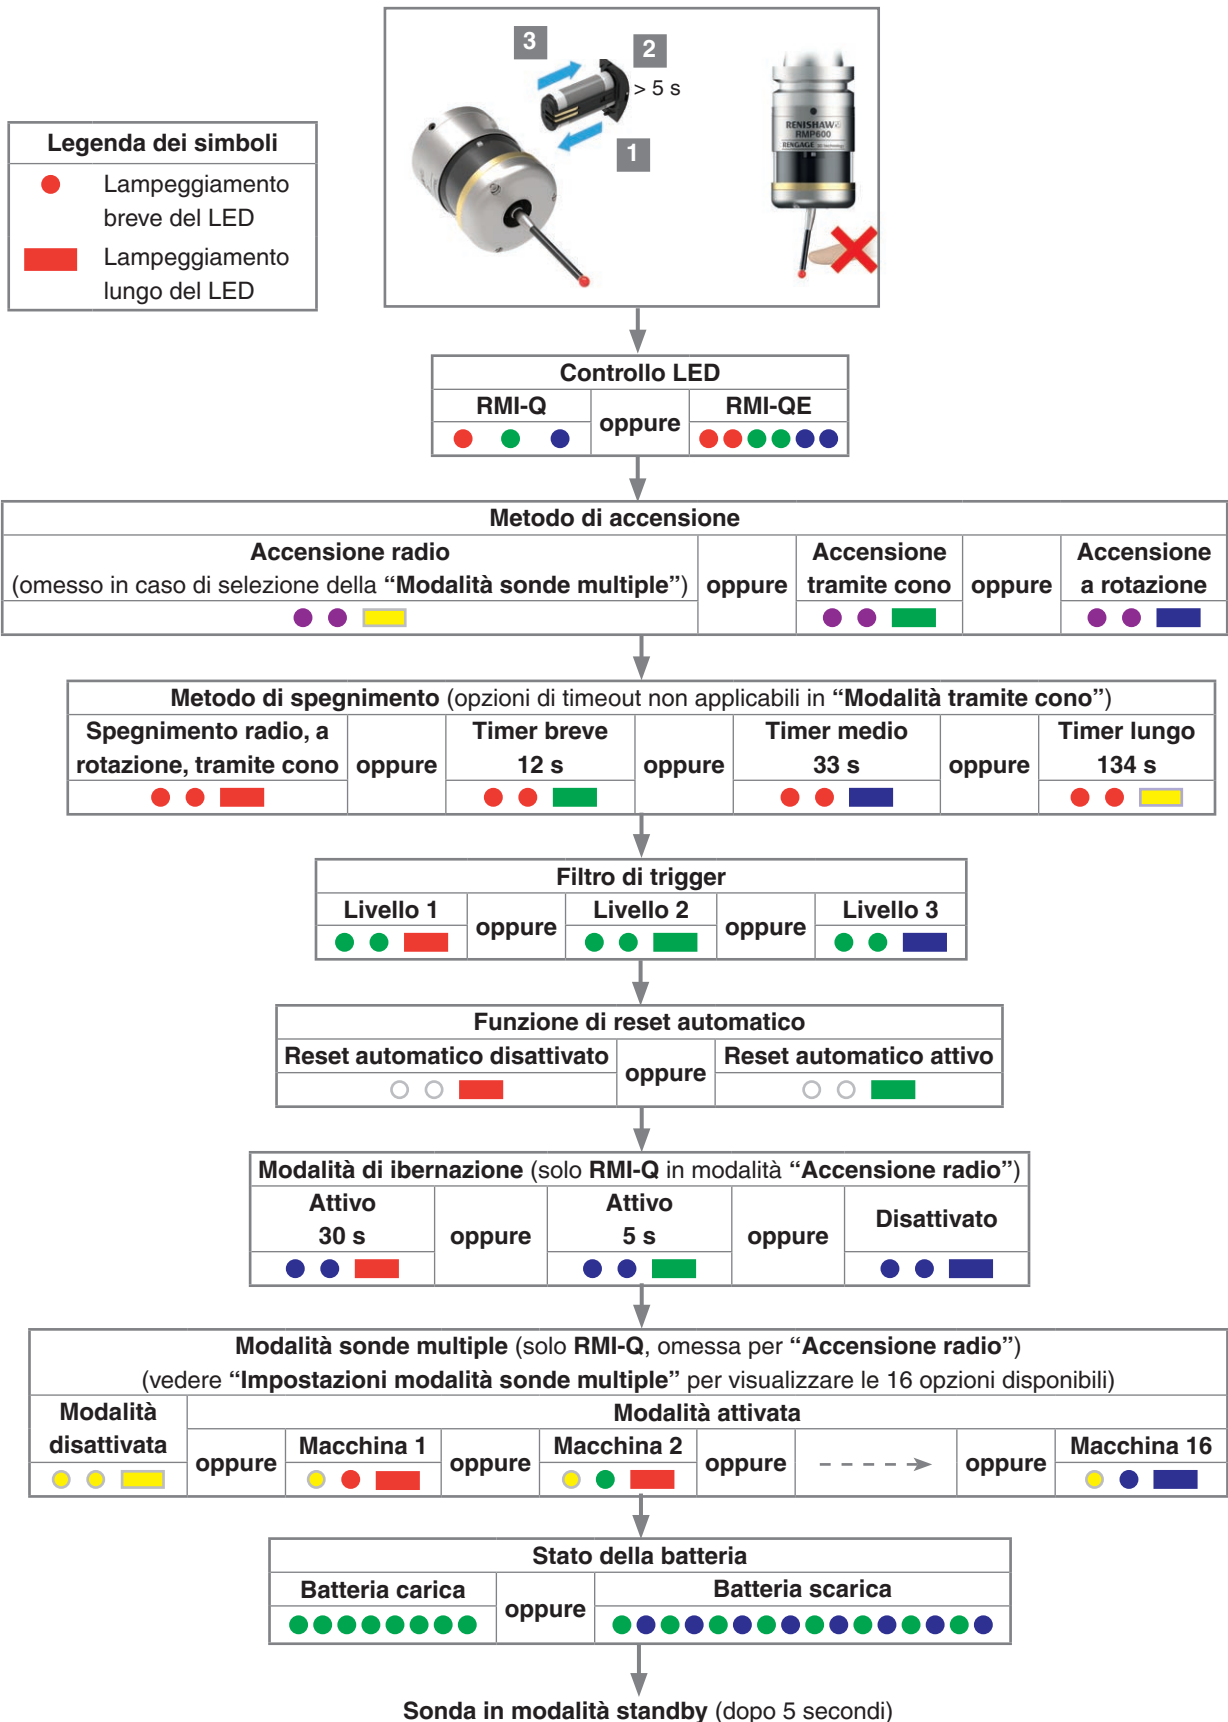 3
2
> 5 s
1
RENISHAW
RMP600
RENGAGE
Legenda dei simboli
Lampeggiamento
breve del LED
Lampeggiamento
lungo del LED
Controllo LED
RMI-Q
oppure
RMI-QE
Metodo di accensione
Accensione radio
(omesso in caso di selezione della “Modalità sonde multiple”)
oppure
Accensione
tramite cono
oppure
Accensione
a rotazione
Metodo di spegnimento (opzioni di timeout non applicabili in “Modalità tramite cono”)
Spegnimento radio, a
rotazione, tramite cono
oppure
Timer breve
12 s
oppure
Timer medio
33 s
oppure
Timer lungo
134 s
Filtro di trigger
Livello 1
oppure
Livello 2
oppure
Livello 3
Funzione di reset automatico
Reset automatico disattivato
oppure
Reset automatico attivo
Modalità di ibernazione (solo RMI-Q in modalità “Accensione radio”)
Attivo
30 s
oppure
Attivo
5 s
oppure
Disattivato
Modalità sonde multiple (solo RMI-Q, omessa per “Accensione radio”)
(vedere “Impostazioni modalità sonde multiple” per visualizzare le 16 opzioni disponibili)
Modalità
disattivata
Modalità attivata
oppure
Macchina 1
oppure
Macchina 2
oppure
oppure
Macchina 16
Stato della batteria
Batteria carica
oppure
Batteria scarica
Sonda in modalità standby (dopo 5 secondi)